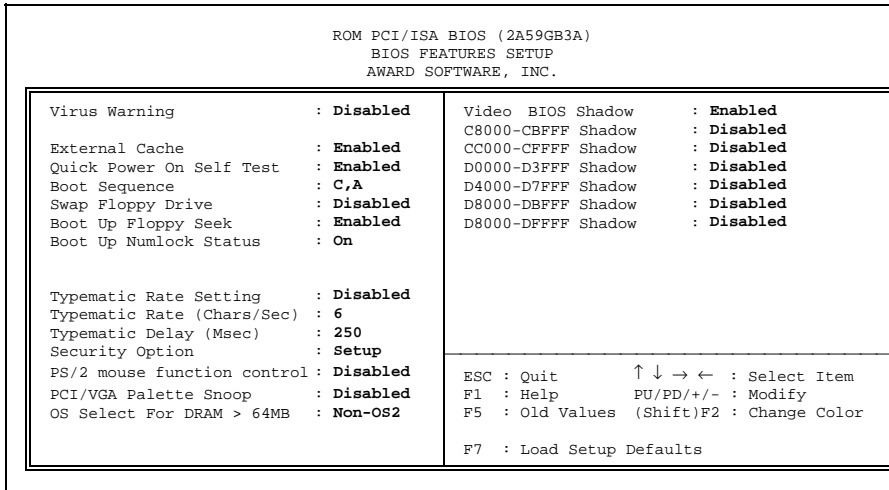 ROM PCI/ISA BIOS (2A59GB3A)
BIOS FEATURES SETUP
AWARD SOFTWARE, INC.
Virus Warning : Disabled
External Cache : Enabled
Quick Power On Self Test : Enabled
Boot Sequence : C,A
Swap Floppy Drive : Disabled
Boot Up Floppy Seek : Enabled
Boot Up Numlock Status : On
Typematic Rate Setting : Disabled
Typematic Rate (Chars/Sec) : 6
Typematic Delay (Msec) : 250
Security Option : Setup
PS/2 mouse function control : Disabled
PCI/VGA Palette Snoop : Disabled
OS Select For DRAM > 64MB : Non-OS2
Video BIOS Shadow : Enabled
C8000-CBFFF Shadow : Disabled
CC000-CFFFF Shadow : Disabled
D0000-D3FFF Shadow : Disabled
D4000-D7FFF Shadow : Disabled
D8000-DBFFF Shadow : Disabled
D8000-DFFFF Shadow : Disabled
ESC : Quit ↑ ↓ → ← : Select Item
F1 : Help PU/PD/+/- : Modify
F5 : Old Values (Shift)F2 : Change Color
F7 : Load Setup Defaults